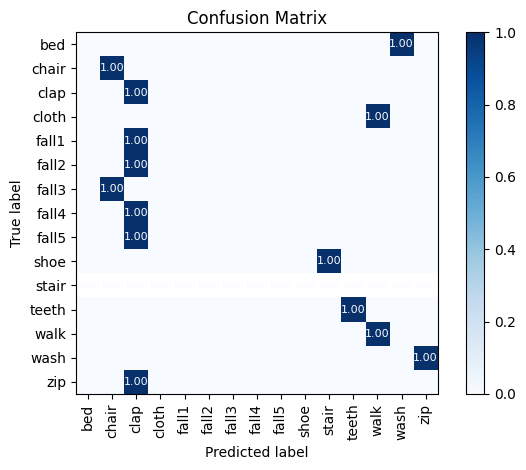 Confusion Matrix
True label
bed 1.00
chair 1.00
clap 1.00
cloth 1.00
fall1 1.00
fall2 1.00
fall3 1.00
fall4 1.00
fall5 1.00
shoe 1.00
stair
teeth 1.00
walk 1.00
wash 1.00
zip 1.00
bed chair clap cloth fall1 fall2 fall3 fall4 fall5 shoe stair teeth walk wash zip
Predicted label
1.0
0.8
0.6
0.4
0.2
0.0